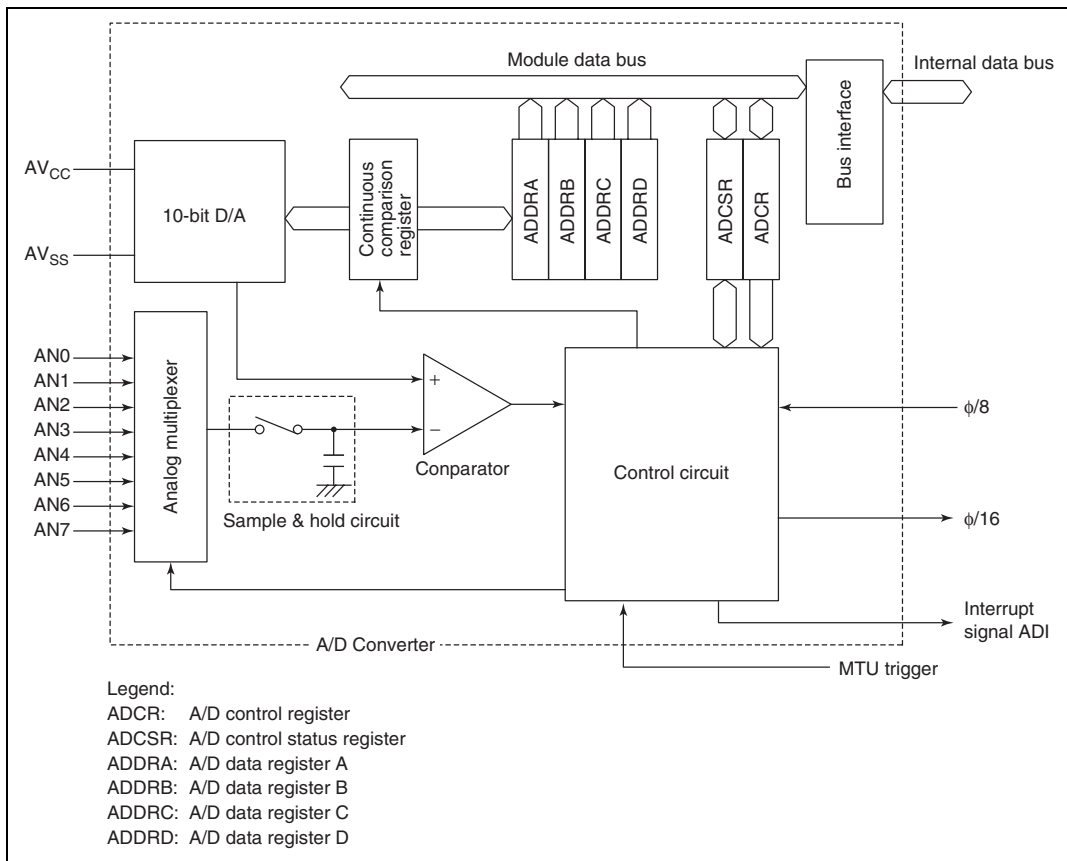 Module data bus
Internal data bus
Bus interface
AVCC
AVSS
10-bit D/A
Continuous
comparison
register
ADDRA
ADDRB
ADDRC
ADDRD
ADCSR
ADCR
AN0
AN1
AN2
AN3
AN4
AN5
AN6
AN7
Analog multiplexer
+
−
Conparator
Sample & hold circuit
Control circuit
ϕ/8
ϕ/16
Interrupt
signal ADI
A/D Converter
MTU trigger
Legend:
ADCR: A/D control register
ADCSR: A/D control status register
ADDRA: A/D data register A
ADDRB: A/D data register B
ADDRC: A/D data register C
ADDRD: A/D data register D